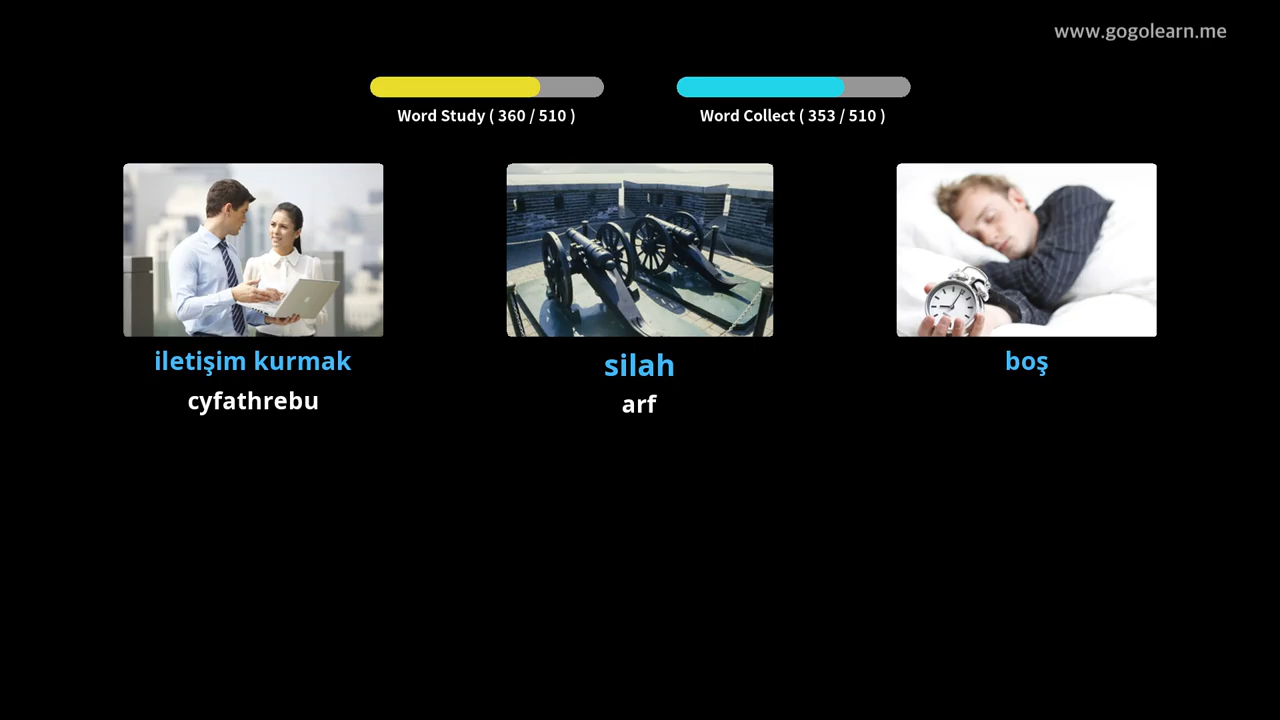 www.gogolearn.me
Word Study ( 360 / 510 )
Word Collect ( 353 / 510 )
iletişim kurmak
cyfathrebu
silah
arf
boş